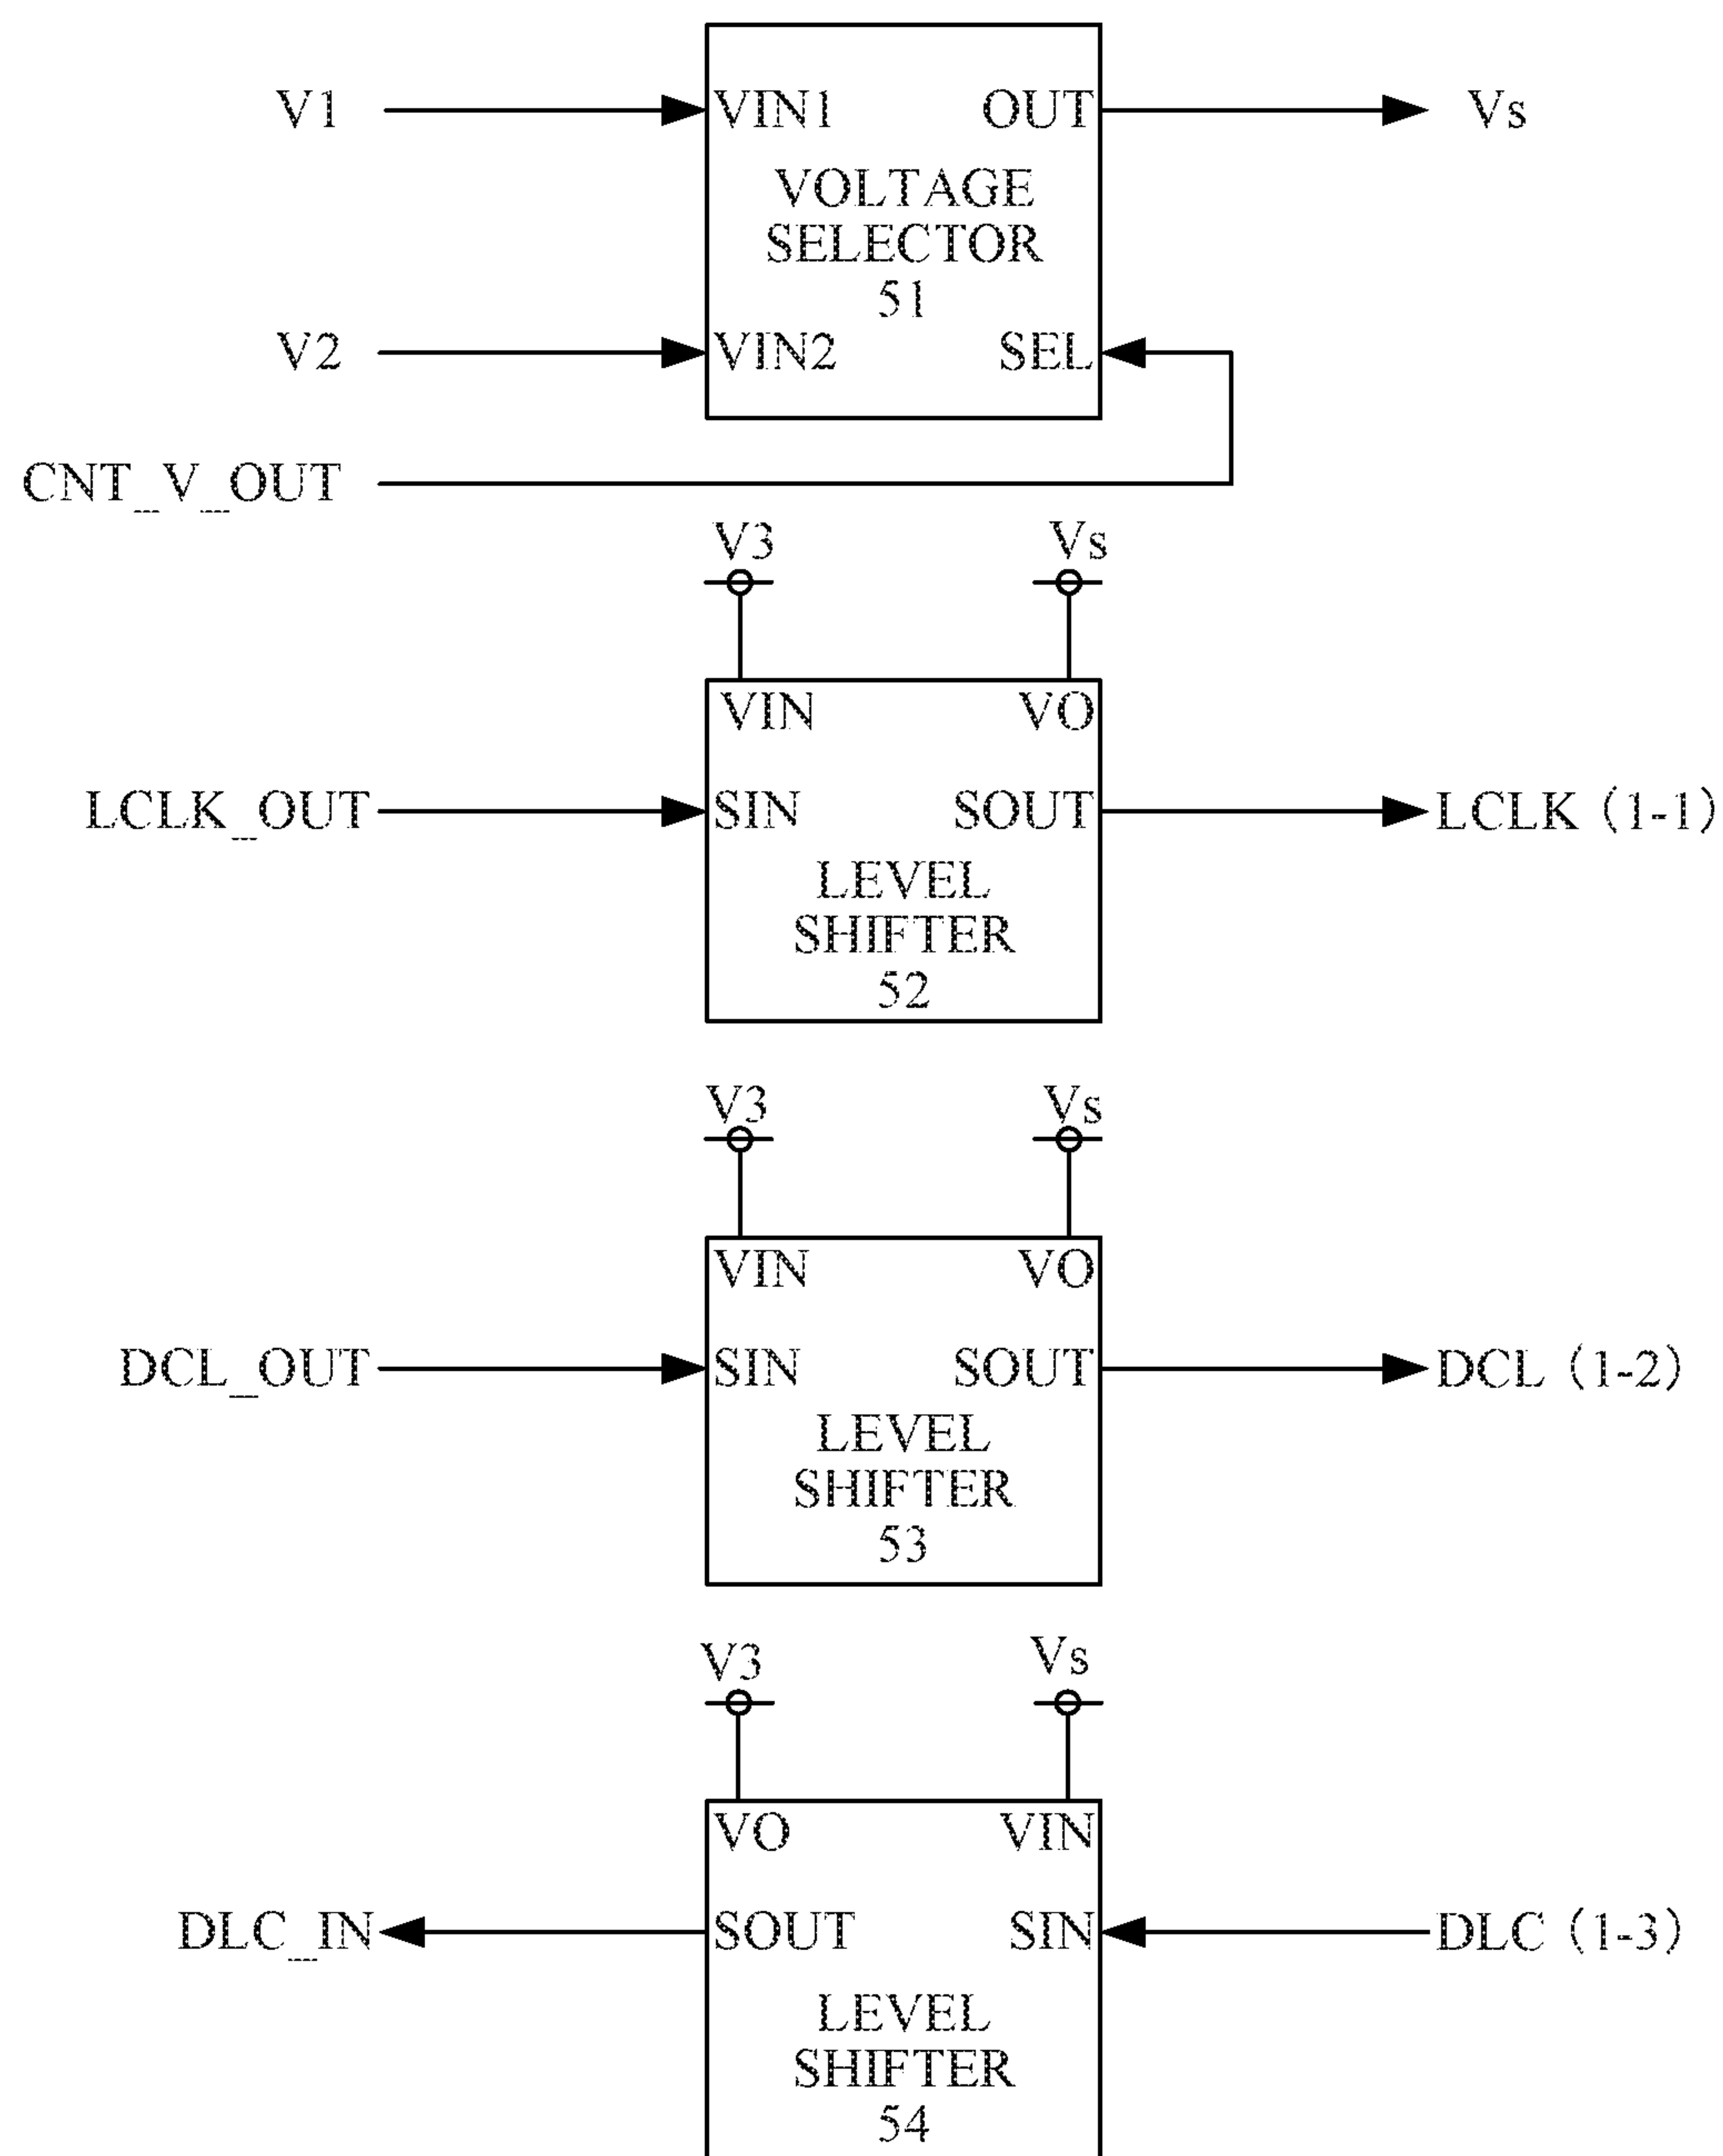 V1
VIN1
OUT
Vs
VOLTAGE
SELECTOR
51
V2
VIN2
SEL
CNT_V_OUT
V3
Vs
VIN
VO
LCLK_OUT
SIN
SOUT
LCLK (1-1)
LEVEL
SHIFTER
52
V3
Vs
VIN
VO
DCL_OUT
SIN
SOUT
DCL (1-2)
LEVEL
SHIFTER
53
V3
Vs
VO
VIN
DLC_IN
SOUT
SIN
DLC (1-3)
LEVEL
SHIFTER
54